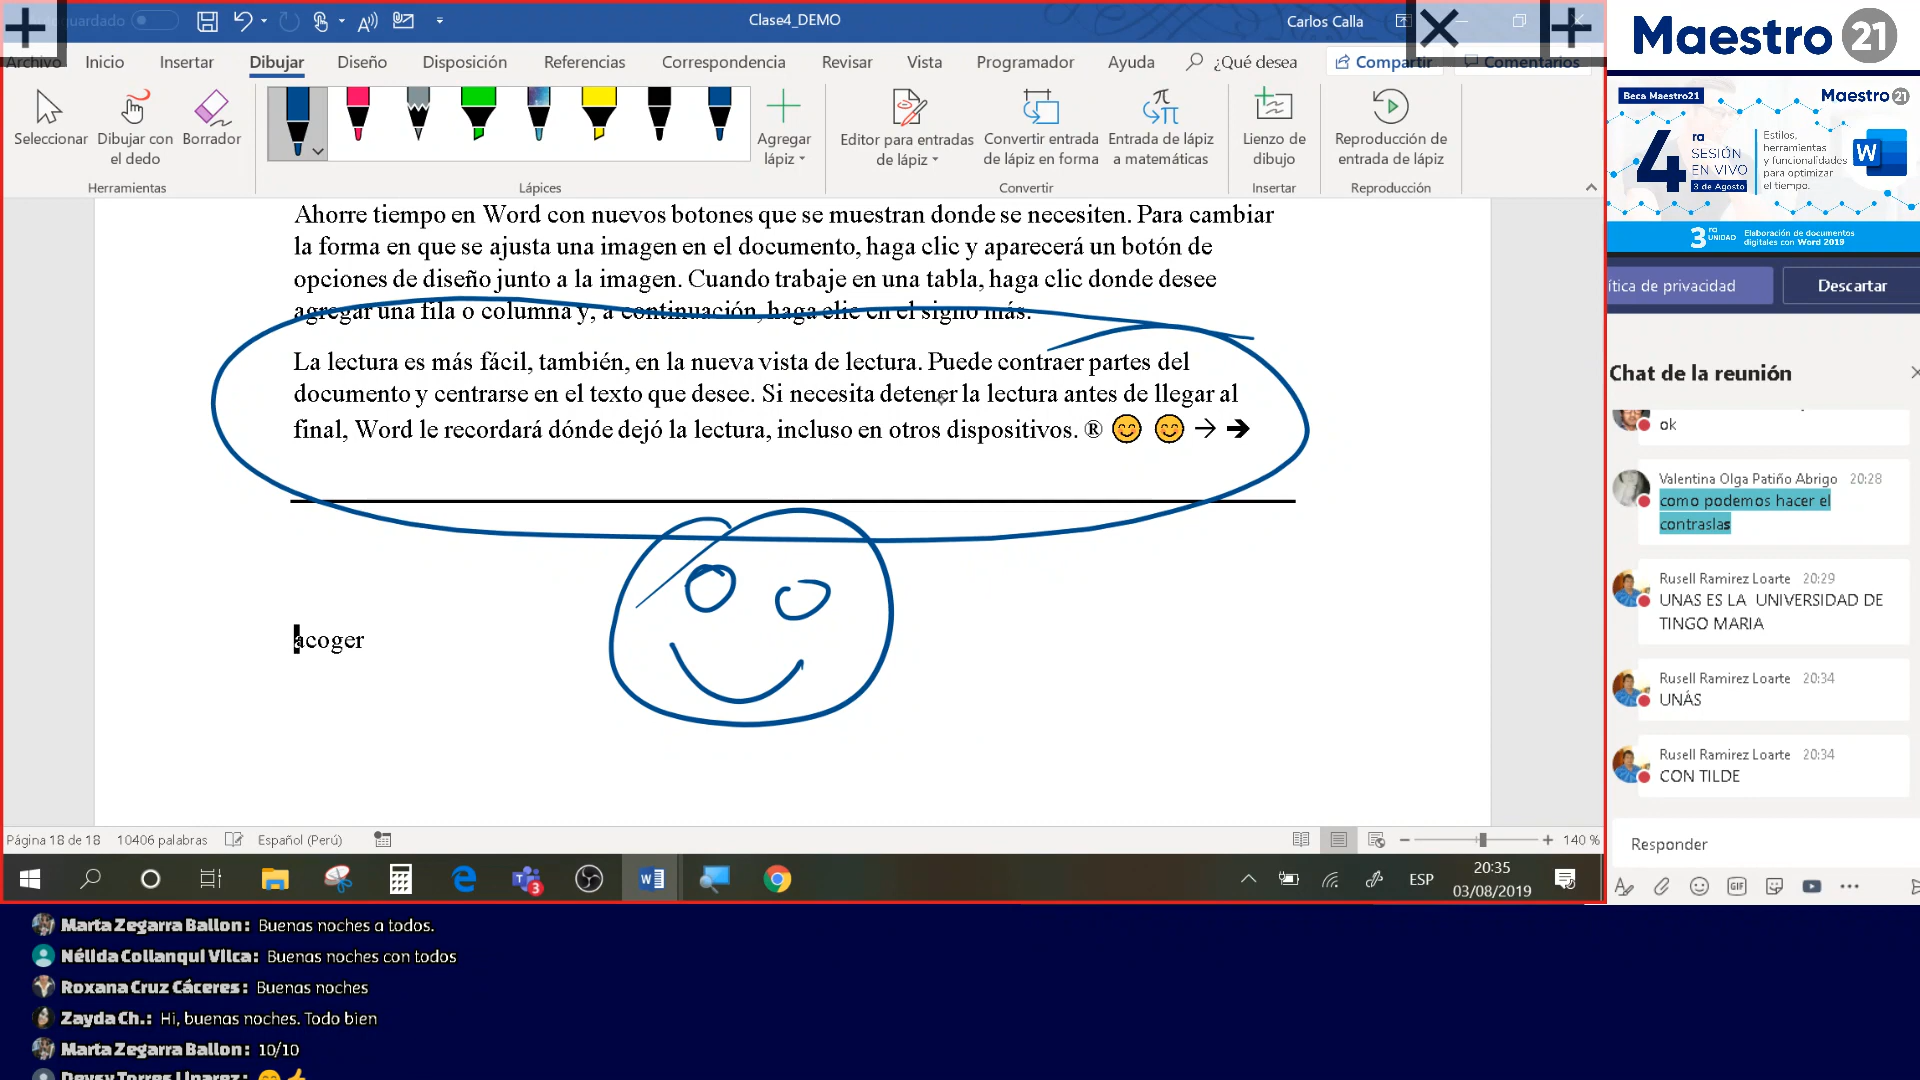 Clase4_DEMO
Carlos Calla
Archivo
Inicio
Insertar
Dibujar
Diseño
Disposición
Referencias
Correspondencia
Revisar
Vista
Programador
Ayuda
¿Qué desea
Compartir
Comentarios
Seleccionar
Dibujar con
el dedo
Borrador
Agregar
lápiz
Editor para entradas
de lápiz
Convertir entrada
de lápiz en forma
Entrada de lápiz
a matemáticas
Lienzo de
dibujo
Reproducción de
entrada de lápiz
Herramientas
Lápices
Convertir
Insertar
Reproducción
Ahorre tiempo en Word con nuevos botones que se muestran donde se necesiten. Para cambiar
la forma en que se ajusta una imagen en el documento, haga clic y aparecerá un botón de
opciones de diseño junto a la imagen. Cuando trabaje en una tabla, haga clic donde desee
agregar una fila o columna y, a continuación, haga clic en el signo más.
La lectura es más fácil, también, en la nueva vista de lectura. Puede contraer partes del
documento y centrarse en el texto que desee. Si necesita detener la lectura antes de llegar al
final, Word le recordará dónde dejó la lectura, incluso en otros dispositivos. ® 😊 😊 → 🡲
acoger
Página 18 de 18
10406 palabras
Español (Perú)
140 %
3
ESP
20:35
03/08/2019
Maestro 21
Beca Maestro21
Maestro 21
4 ra
SESIÓN
EN VIVO
3 de Agosto
Estilos,
herramientas
y funcionalidades
para optimizar
el tiempo.
W
3 ra
UNIDAD
Elaboración de documentos
digitales con Word 2019
ítica de privacidad
Descartar
Chat de la reunión
ok
Valentina Olga Patiño Abrigo 20:28
como podemos hacer el
contraslas
Rusell Ramirez Loarte 20:29
UNAS ES LA UNIVERSIDAD DE
TINGO MARIA
Rusell Ramirez Loarte 20:34
UNÁS
Rusell Ramirez Loarte 20:34
CON TILDE
Responder
GIF
Marta Zegarra Ballon: Buenas noches a todos.
Nélida Collanqui Vilca: Buenas noches con todos
Roxana Cruz Cáceres: Buenas noches
Zayda Ch.: Hi, buenas noches. Todo bien
Marta Zegarra Ballon: 10/10
Deysy Torres Linarez: 😊👍